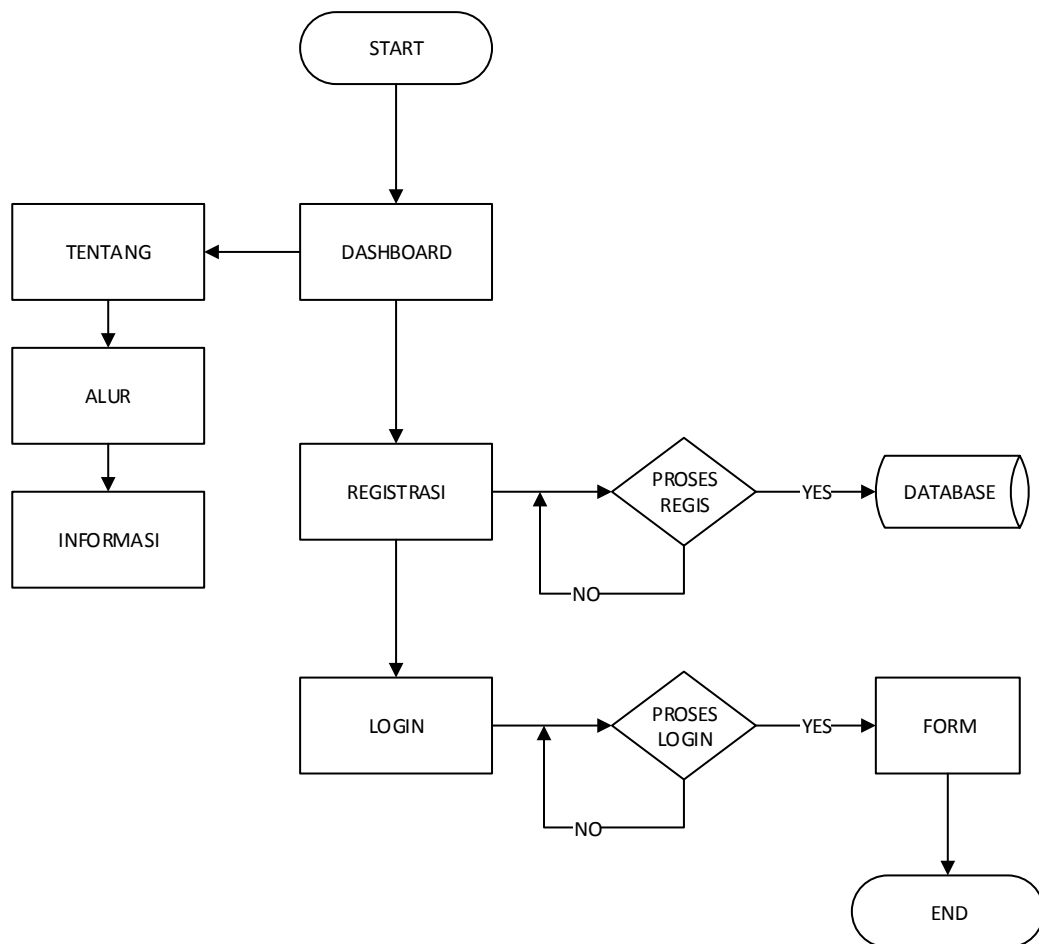 START
TENTANG
DASHBOARD
ALUR
REGISTRASI
PROSES
REGIS
YES
DATABASE
INFORMASI
NO
LOGIN
PROSES
LOGIN
YES
FORM
NO
END